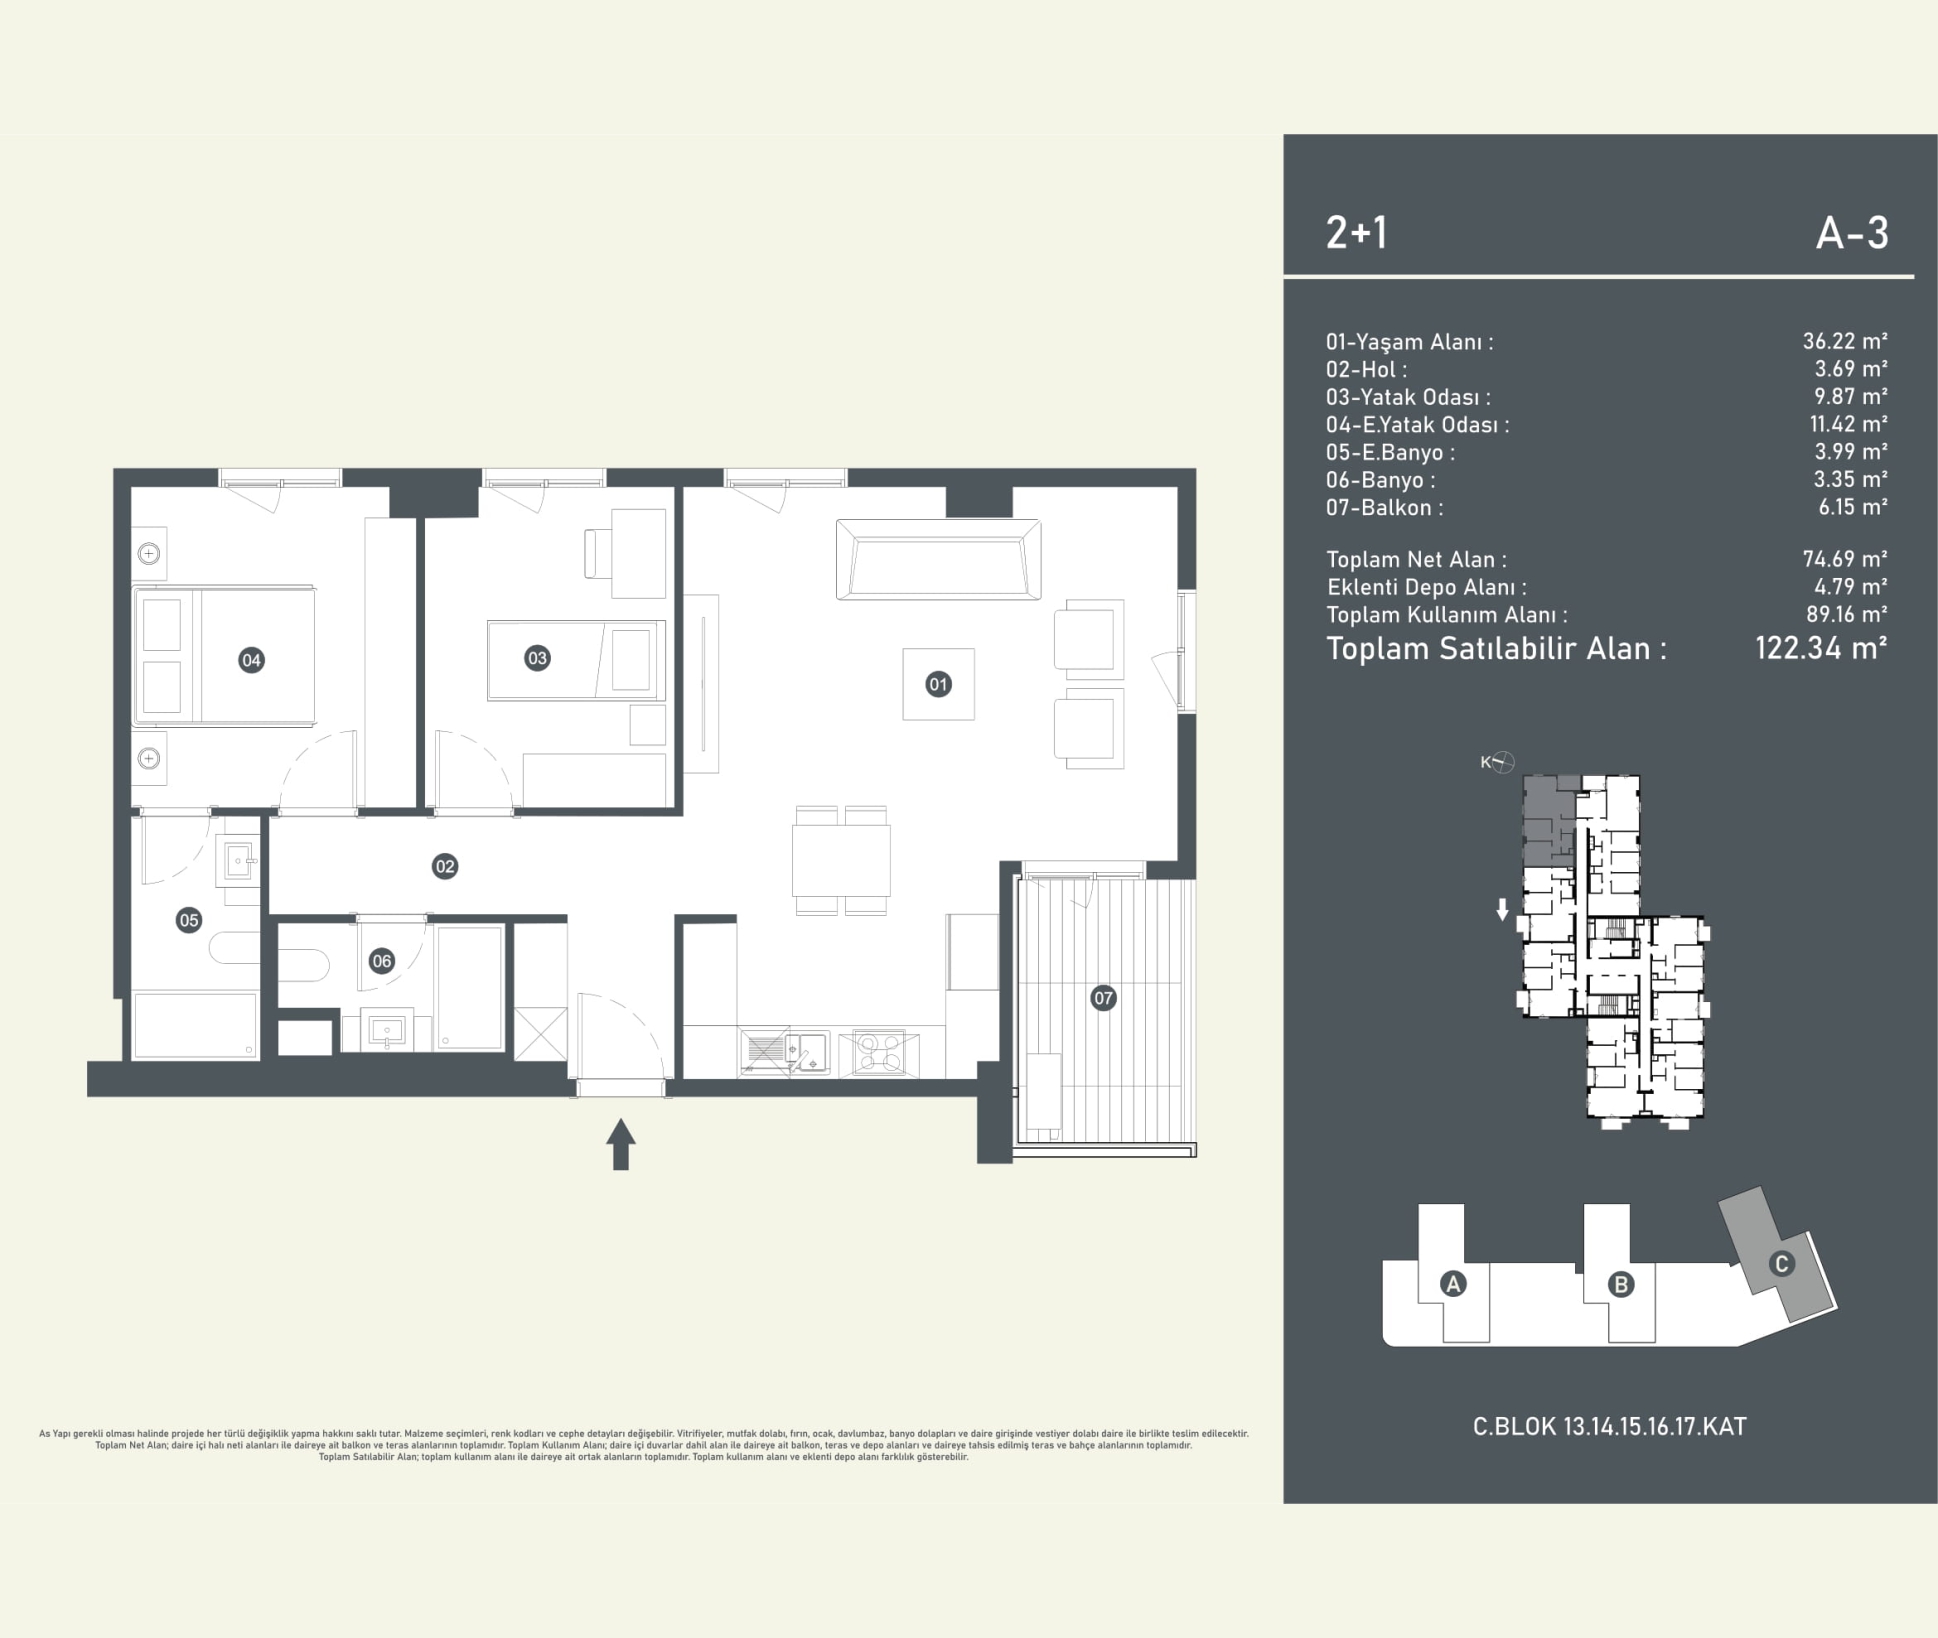 2+1 A-3
01-Yaşam Alanı : 36.22 m²
02-Hol : 3.69 m²
03-Yatak Odası : 9.87 m²
04-E.Yatak Odası : 11.42 m²
05-E.Banyo : 3.99 m²
06-Banyo : 3.35 m²
07-Balkon : 6.15 m²
Toplam Net Alan : 74.69 m²
Eklenti Depo Alanı : 4.79 m²
Toplam Kullanım Alanı : 89.16 m²
Toplam Satılabilir Alan : 122.34 m²
04
03
01
02
05
06
07
K
A
B
C
C.BLOK 13.14.15.16.17.KAT
As Yapı gerekli olması halinde projede her türlü değişiklik yapma hakkını saklı tutar. Malzeme seçimleri, renk kodları ve cephe detayları değişebilir. Vitrifiyeler, mutfak dolabı, fırın, ocak, davlumbaz, banyo dolapları ve daire girişinde vestiyer dolabı daire ile birlikte teslim edilecektir.
Toplam Net Alan; daire içi halı neti alanları ile daireye ait balkon ve teras alanlarının toplamıdır. Toplam Kullanım Alanı; daire içi duvarlar dahil alan ile daireye ait balkon, teras ve depo alanları ve daireye tahsis edilmiş teras ve bahçe alanlarının toplamıdır.
Toplam Satılabilir Alan; toplam kullanım alanı ile daireye ait ortak alanların toplamıdır. Toplam kullanım alanı ve eklenti depo alanı farklılık gösterebilir.